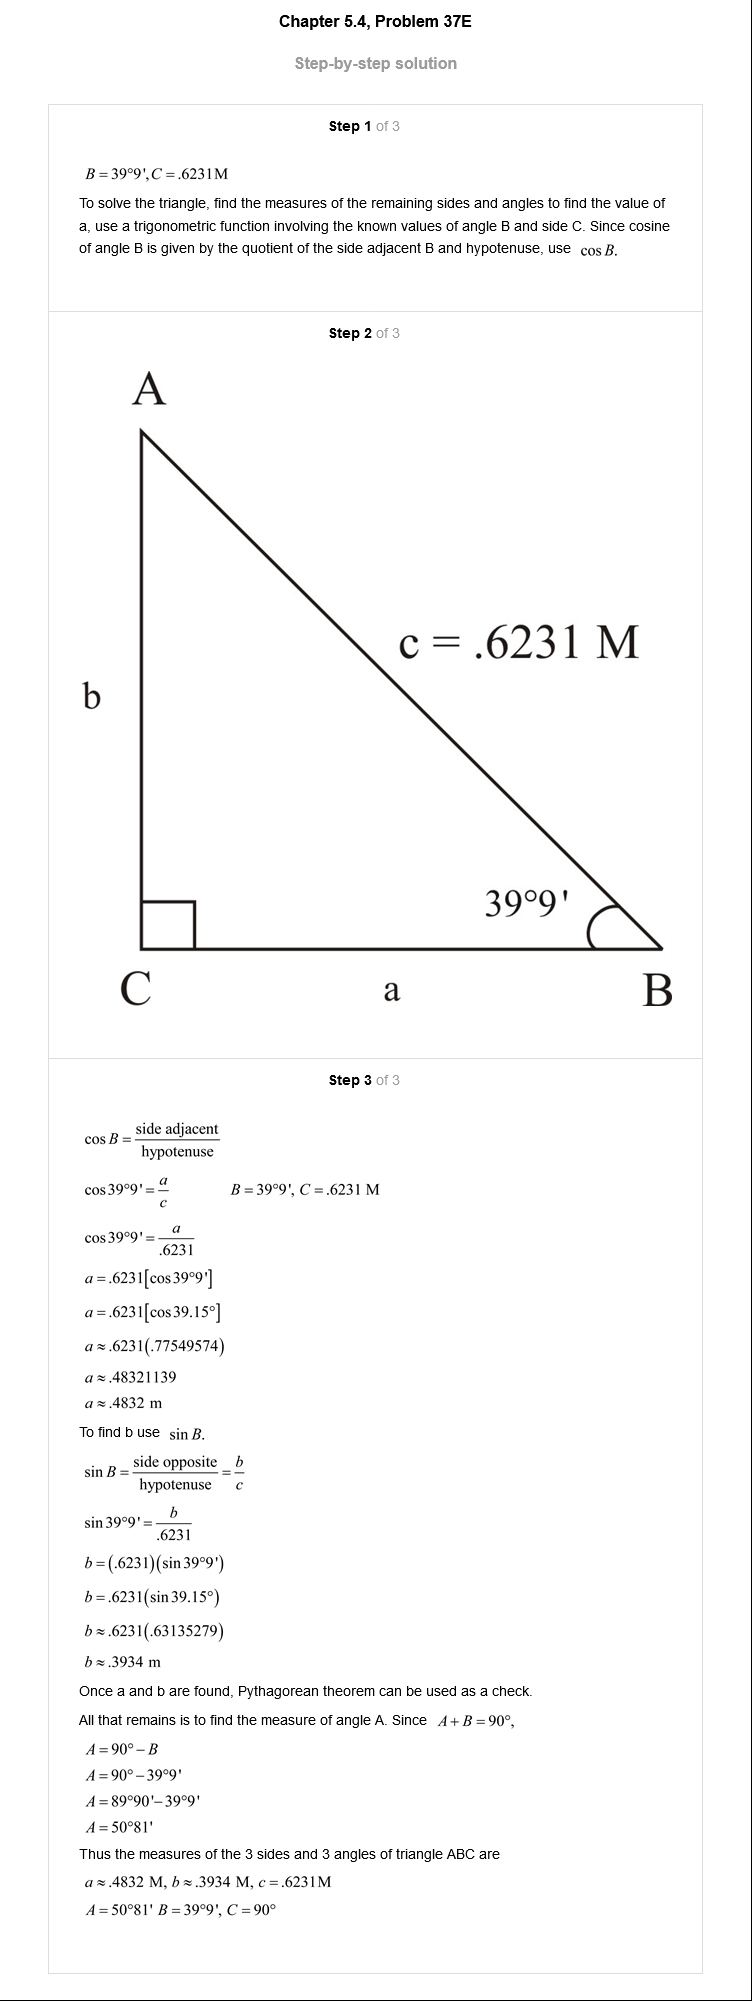 Chapter 5.4, Problem 37E
Step-by-step solution
Step 1 of 3
B = 39°9', C = .6231M
To solve the triangle, find the measures of the remaining sides and angles to find the value of
a, use a trigonometric function involving the known values of angle B and side C. Since cosine
of angle B is given by the quotient of the side adjacent B and hypotenuse, use cos B.
Step 2 of 3
A
c = .6231 M
b
39°9'
C
a
B
Step 3 of 3
cos B = side adjacent / hypotenuse
cos 39°9' = a / c B = 39°9', C = .6231 M
cos 39°9' = a / .6231
a = .6231[cos 39°9']
a = .6231[cos 39.15°]
a ≈ .6231(.77549574)
a ≈ .48321139
a ≈ .4832 m
To find b use sin B.
sin B = side opposite / hypotenuse = b / c
sin 39°9' = b / .6231
b = (.6231)(sin 39°9')
b = .6231(sin 39.15°)
b ≈ .6231(.63135279)
b ≈ .3934 m
Once a and b are found, Pythagorean theorem can be used as a check.
All that remains is to find the measure of angle A. Since A + B = 90°,
A = 90° – B
A = 90° – 39°9'
A = 89°90'– 39°9'
A = 50°81'
Thus the measures of the 3 sides and 3 angles of triangle ABC are
a ≈ .4832 M, b ≈ .3934 M, c = .6231M
A = 50°81' B = 39°9', C = 90°